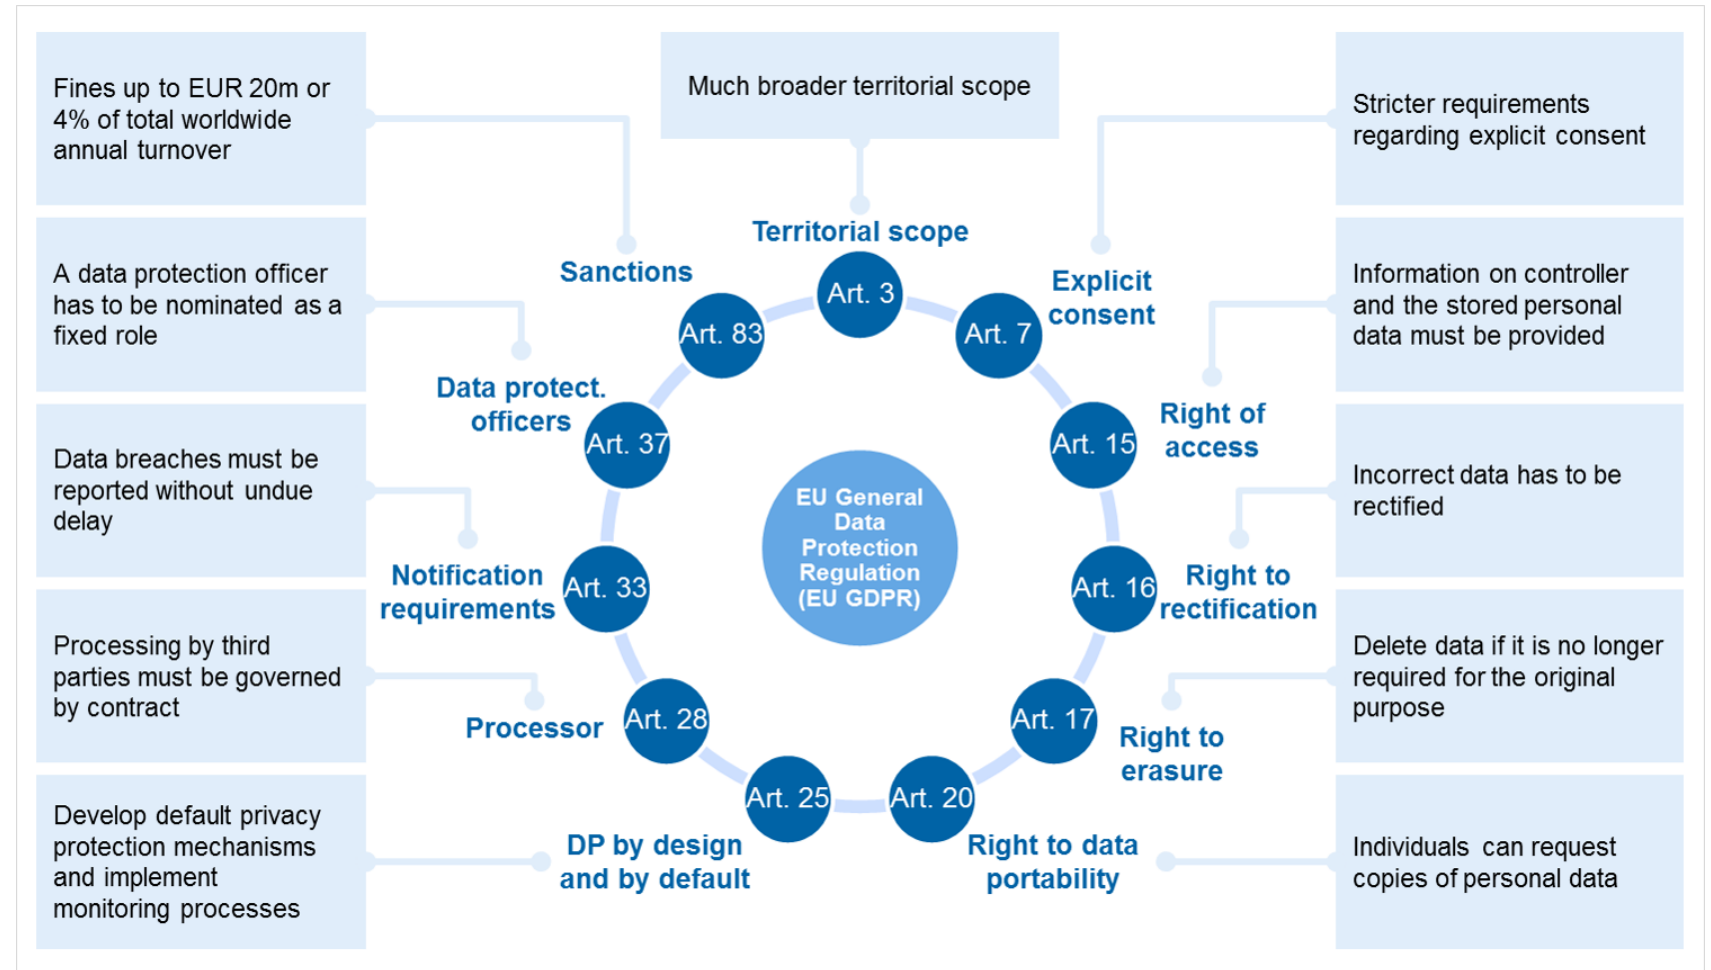 Fines up to EUR 20m or
4% of total worldwide
annual turnover
Much broader territorial scope
Stricter requirements
regarding explicit consent
A data protection officer
has to be nominated as a
fixed role
Information on controller
and the stored personal
data must be provided
Data breaches must be
reported without undue
delay
Incorrect data has to be
rectified
Processing by third
parties must be governed
by contract
Delete data if it is no longer
required for the original
purpose
Develop default privacy
protection mechanisms
and implement
monitoring processes
Individuals can request
copies of personal data
Territorial scope
Art. 3
Explicit
consent
Art. 7
Right of
access
Art. 15
Right to
rectification
Art. 16
Right to
erasure
Art. 17
Right to data
portability
Art. 20
DP by design
and by default
Art. 25
Processor
Art. 28
Notification
requirements
Art. 33
Data protect.
officers
Art. 37
Sanctions
Art. 83
EU General
Data
Protection
Regulation
(EU GDPR)